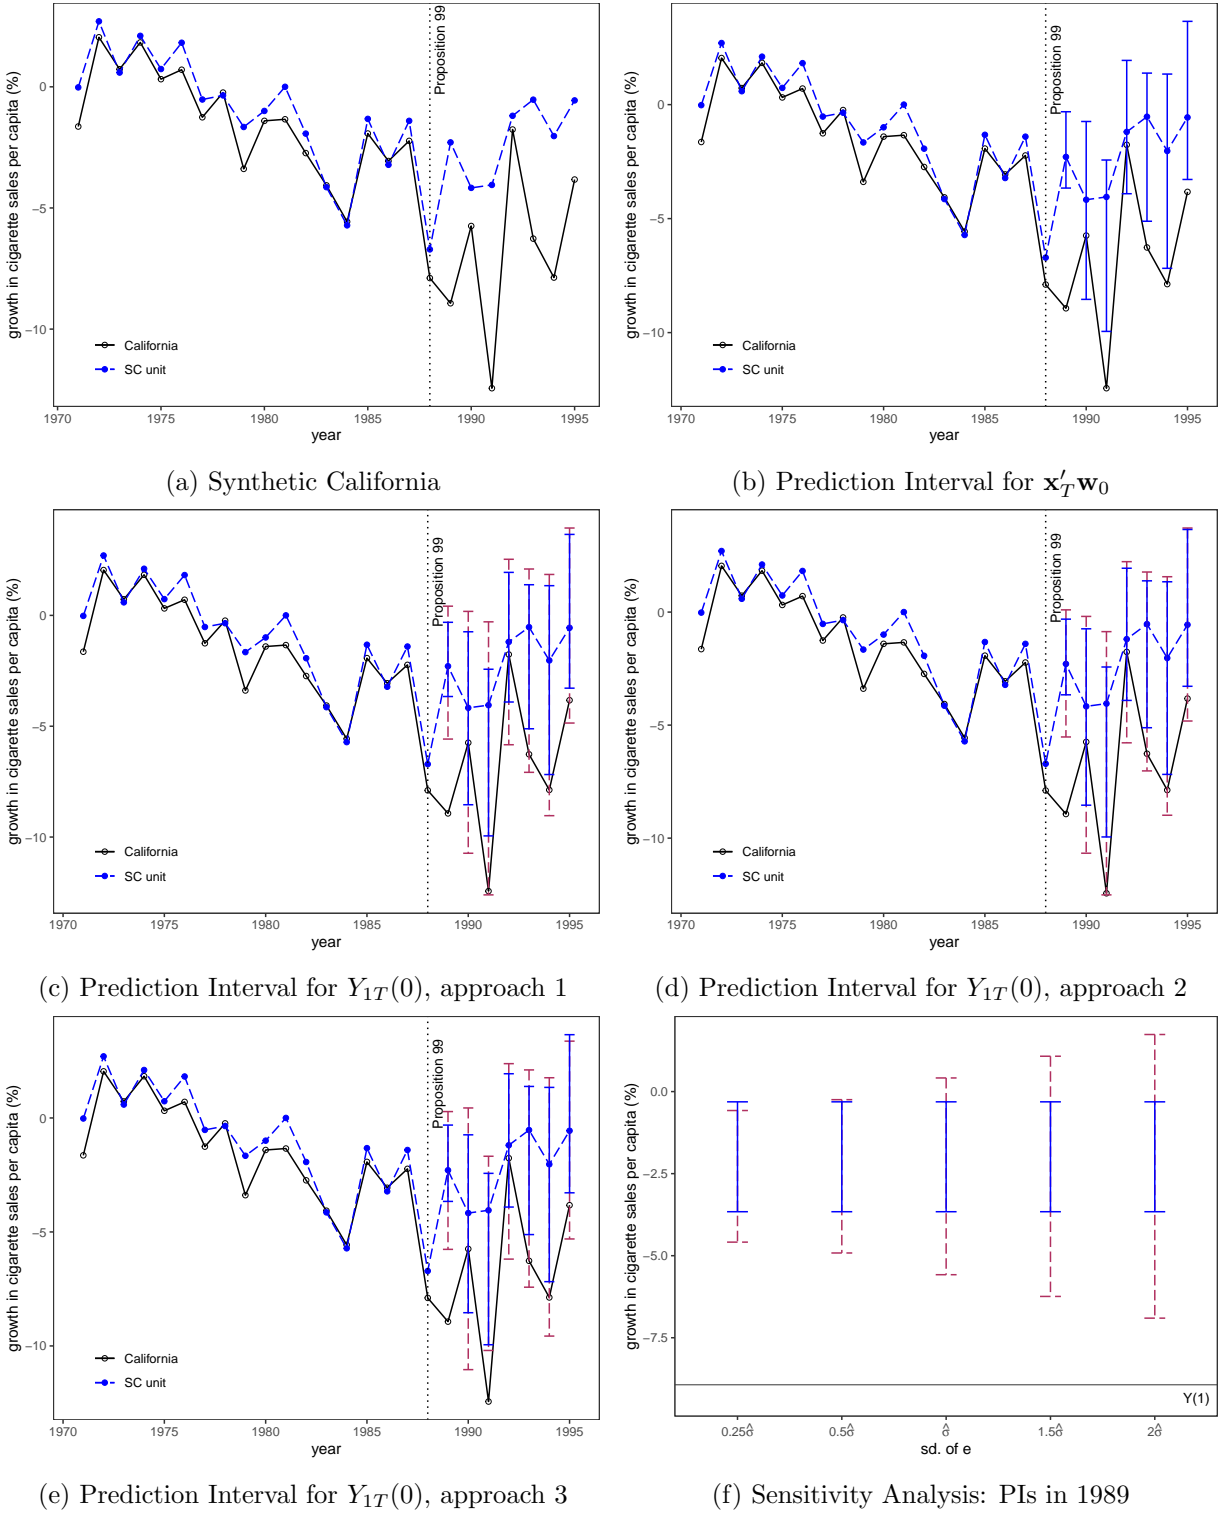 growth in cigarette sales per capita (%)
0
−5
−10
Proposition 99
California
SC unit
1970 1975 1980 1985 1990 1995
year
(a) Synthetic California
growth in cigarette sales per capita (%)
0
−5
−10
Proposition 99
California
SC unit
1970 1975 1980 1985 1990 1995
year
(b) Prediction Interval for x′_T w_0
growth in cigarette sales per capita (%)
0
−5
−10
Proposition 99
California
SC unit
1970 1975 1980 1985 1990 1995
year
(c) Prediction Interval for Y_{1T}(0), approach 1
growth in cigarette sales per capita (%)
0
−5
−10
Proposition 99
California
SC unit
1970 1975 1980 1985 1990 1995
year
(d) Prediction Interval for Y_{1T}(0), approach 2
growth in cigarette sales per capita (%)
0
−5
−10
Proposition 99
California
SC unit
1970 1975 1980 1985 1990 1995
year
(e) Prediction Interval for Y_{1T}(0), approach 3
growth in cigarette sales per capita (%)
0.0
−2.5
−5.0
−7.5
Y(1)
0.25σ̂ 0.5σ̂ σ̂ 1.5σ̂ 2σ̂
sd. of e
(f) Sensitivity Analysis: PIs in 1989